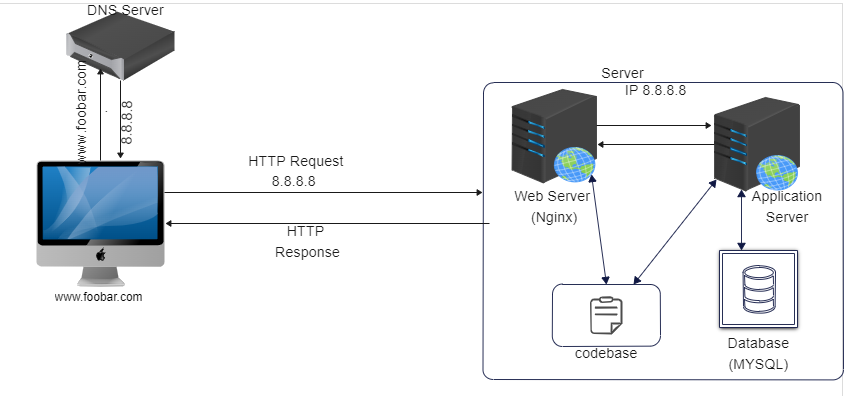 DNS Server
www.foobar.com
8.8.8.8
Server
IP 8.8.8.8
HTTP Request
8.8.8.8
HTTP
Response
www.foobar.com
Web Server
(Nginx)
Application
Server
codebase
Database
(MYSQL)